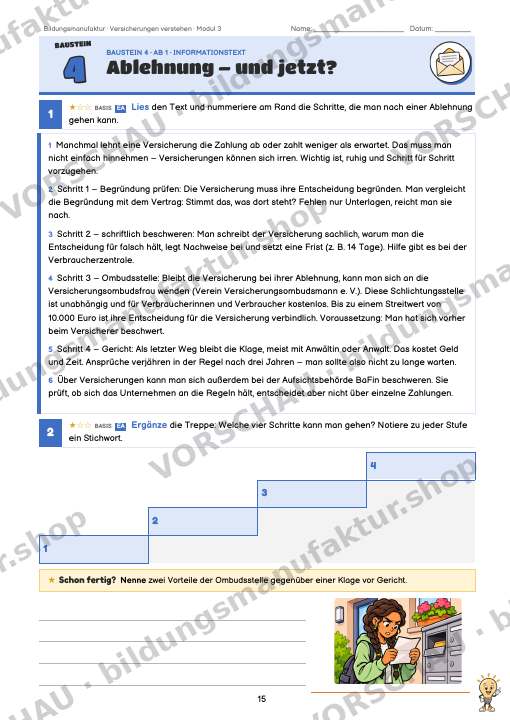 Bildungsmanufaktur · Versicherungen verstehen · Modul 3 Name: Datum:
BAUSTEIN
4
BAUSTEIN 4 · AB 1 · INFORMATIONSTEXT
Ablehnung – und jetzt?
1 ★☆☆ BASIS EA Lies den Text und nummeriere am Rand die Schritte, die man nach einer Ablehnung
gehen kann.
1 Manchmal lehnt eine Versicherung die Zahlung ab oder zahlt weniger als erwartet. Das muss man
nicht einfach hinnehmen – Versicherungen können sich irren. Wichtig ist, ruhig und Schritt für Schritt
vorzugehen.
2 Schritt 1 – Begründung prüfen: Die Versicherung muss ihre Entscheidung begründen. Man vergleicht
die Begründung mit dem Vertrag: Stimmt das, was dort steht? Fehlen nur Unterlagen, reicht man sie
nach.
3 Schritt 2 – schriftlich beschweren: Man schreibt der Versicherung sachlich, warum man die
Entscheidung für falsch hält, legt Nachweise bei und setzt eine Frist (z. B. 14 Tage). Hilfe gibt es bei der
Verbraucherzentrale.
4 Schritt 3 – Ombudsstelle: Bleibt die Versicherung bei ihrer Ablehnung, kann man sich an die
Versicherungsombudsfrau wenden (Verein Versicherungsombudsmann e. V.). Diese Schlichtungsstelle
ist unabhängig und für Verbraucherinnen und Verbraucher kostenlos. Bis zu einem Streitwert von
10.000 Euro ist ihre Entscheidung für die Versicherung verbindlich. Voraussetzung: Man hat sich vorher
beim Versicherer beschwert.
5 Schritt 4 – Gericht: Als letzter Weg bleibt die Klage, meist mit Anwältin oder Anwalt. Das kostet Geld
und Zeit. Ansprüche verjähren in der Regel nach drei Jahren – man sollte also nicht zu lange warten.
6 Über Versicherungen kann man sich außerdem bei der Aufsichtsbehörde BaFin beschweren. Sie
prüft, ob sich das Unternehmen an die Regeln hält, entscheidet aber nicht über einzelne Zahlungen.
2 ★☆☆ BASIS EA Ergänze die Treppe: Welche vier Schritte kann man gehen? Notiere zu jeder Stufe
ein Stichwort.
4
3
2
1
★ Schon fertig? Nenne zwei Vorteile der Ombudsstelle gegenüber einer Klage vor Gericht.
15
VORSCHAU · bildungsmanufaktur.shop